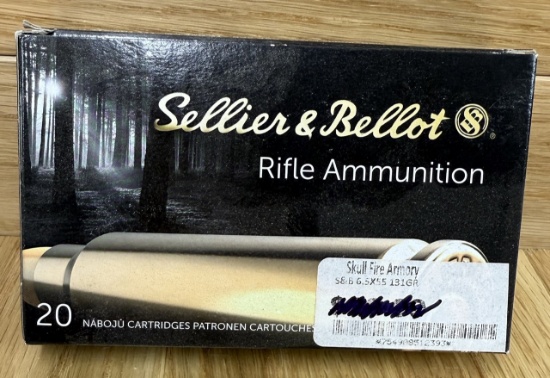 Sellier & Bellot
Rifle Ammunition
Skull Fire Armory
S&B 6.5X55 131GR
20 NÁBOJŮ CARTRIDGES PATRONEN CARTOUCHES